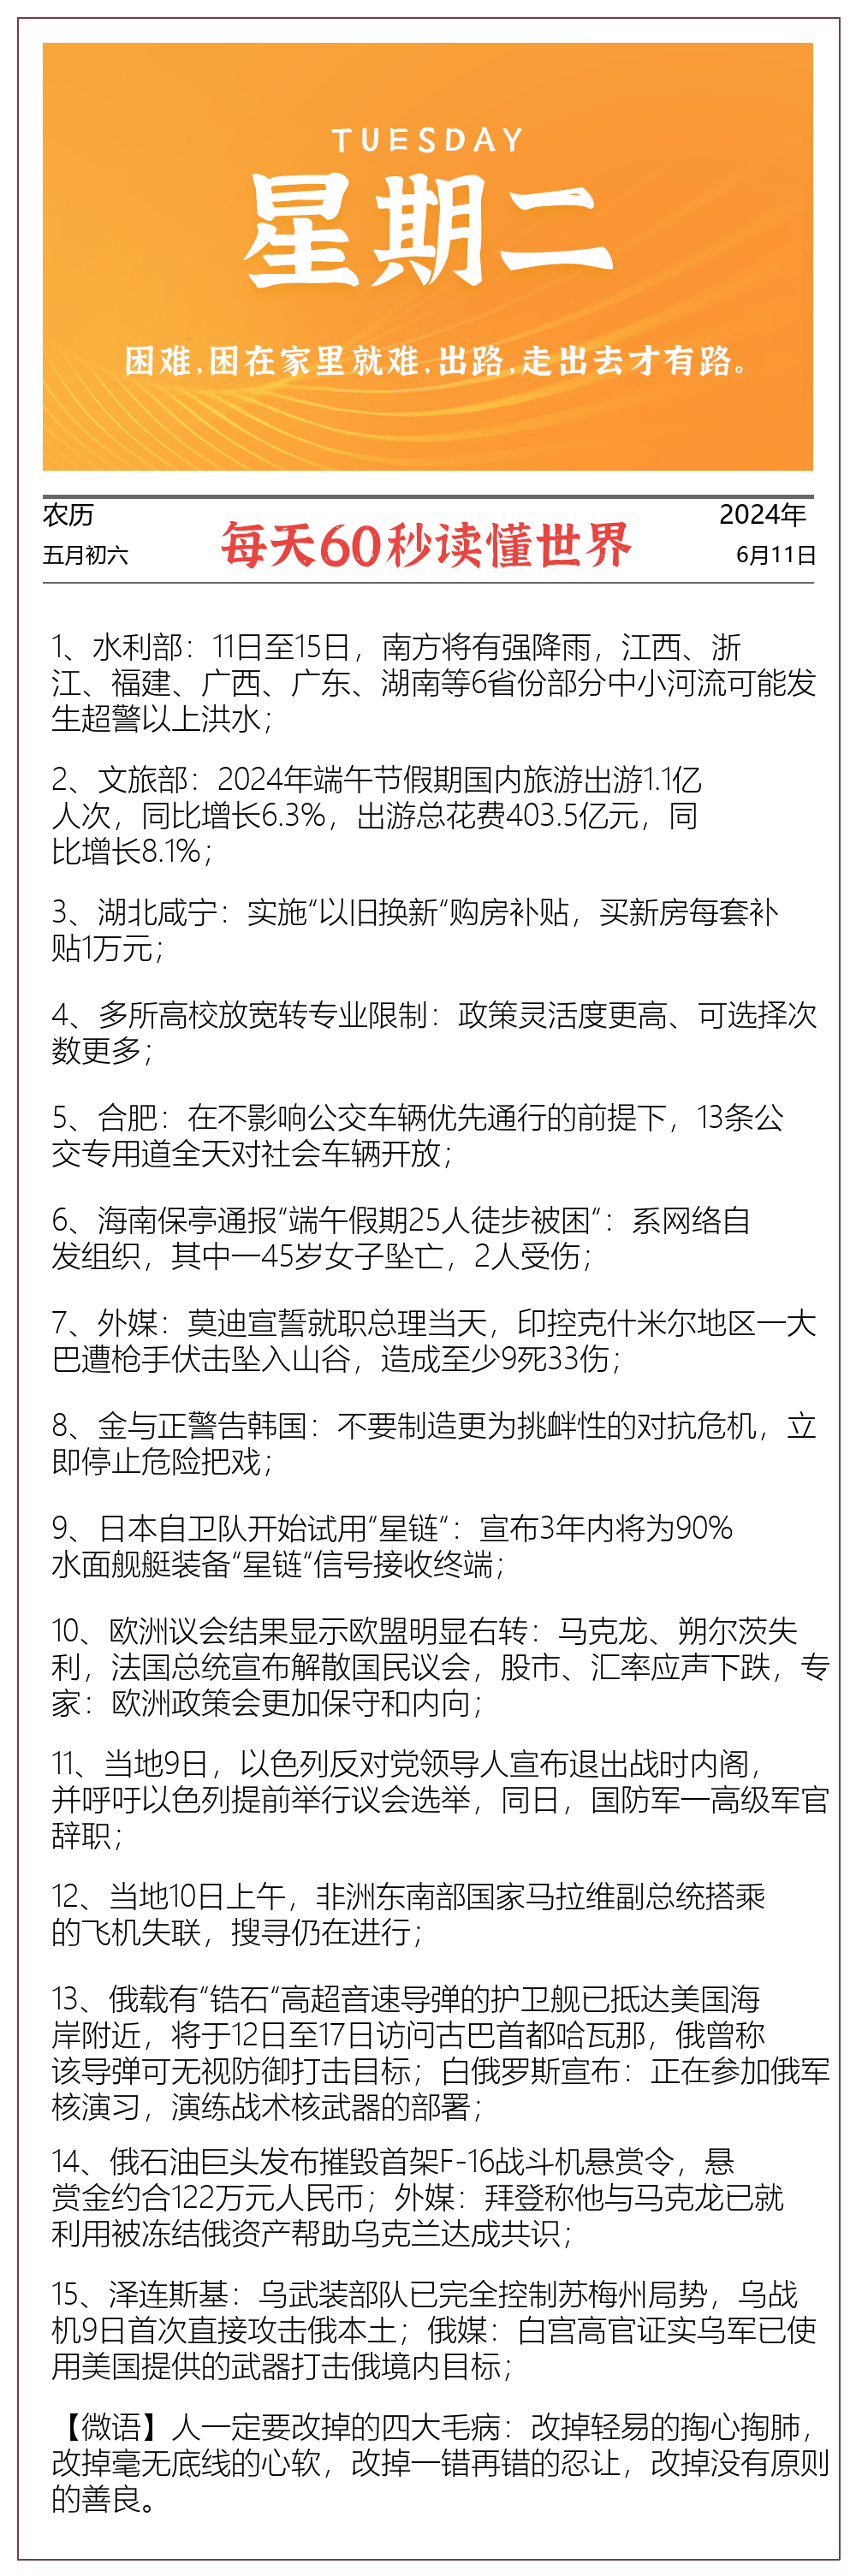 TUESDAY
星期二
困难,困在家里就难,出路,走出去才有路。
农历
五月初六
每天60秒读懂世界
2024年
6月11日
1、水利部：11日至15日，南方将有强降雨，江西、浙
江、福建、广西、广东、湖南等6省份部分中小河流可能发
生超警以上洪水；
2、文旅部：2024年端午节假期国内旅游出游1.1亿
人次，同比增长6.3%，出游总花费403.5亿元，同
比增长8.1%；
3、湖北咸宁：实施“以旧换新“购房补贴，买新房每套补
贴1万元；
4、多所高校放宽转专业限制：政策灵活度更高、可选择次
数更多；
5、合肥：在不影响公交车辆优先通行的前提下，13条公
交专用道全天对社会车辆开放；
6、海南保亭通报“端午假期25人徒步被困“：系网络自
发组织，其中一45岁女子坠亡，2人受伤；
7、外媒：莫迪宣誓就职总理当天，印控克什米尔地区一大
巴遭枪手伏击坠入山谷，造成至少9死33伤；
8、金与正警告韩国：不要制造更为挑衅性的对抗危机，立
即停止危险把戏；
9、日本自卫队开始试用“星链“：宣布3年内将为90%
水面舰艇装备“星链“信号接收终端；
10、欧洲议会结果显示欧盟明显右转：马克龙、朔尔茨失
利，法国总统宣布解散国民议会，股市、汇率应声下跌，专
家：欧洲政策会更加保守和内向；
11、当地9日，以色列反对党领导人宣布退出战时内阁，
并呼吁以色列提前举行议会选举，同日，国防军一高级军官
辞职；
12、当地10日上午，非洲东南部国家马拉维副总统搭乘
的飞机失联，搜寻仍在进行；
13、俄载有“锆石“高超音速导弹的护卫舰已抵达美国海
岸附近，将于12日至17日访问古巴首都哈瓦那，俄曾称
该导弹可无视防御打击目标；白俄罗斯宣布：正在参加俄军
核演习，演练战术核武器的部署；
14、俄石油巨头发布摧毁首架F-16战斗机悬赏令，悬
赏金约合122万元人民币；外媒：拜登称他与马克龙已就
利用被冻结俄资产帮助乌克兰达成共识；
15、泽连斯基：乌武装部队已完全控制苏梅州局势，乌战
机9日首次直接攻击俄本土；俄媒：白宫高官证实乌军已使
用美国提供的武器打击俄境内目标；
【微语】人一定要改掉的四大毛病：改掉轻易的掏心掏肺，
改掉毫无底线的心软，改掉一错再错的忍让，改掉没有原则
的善良。